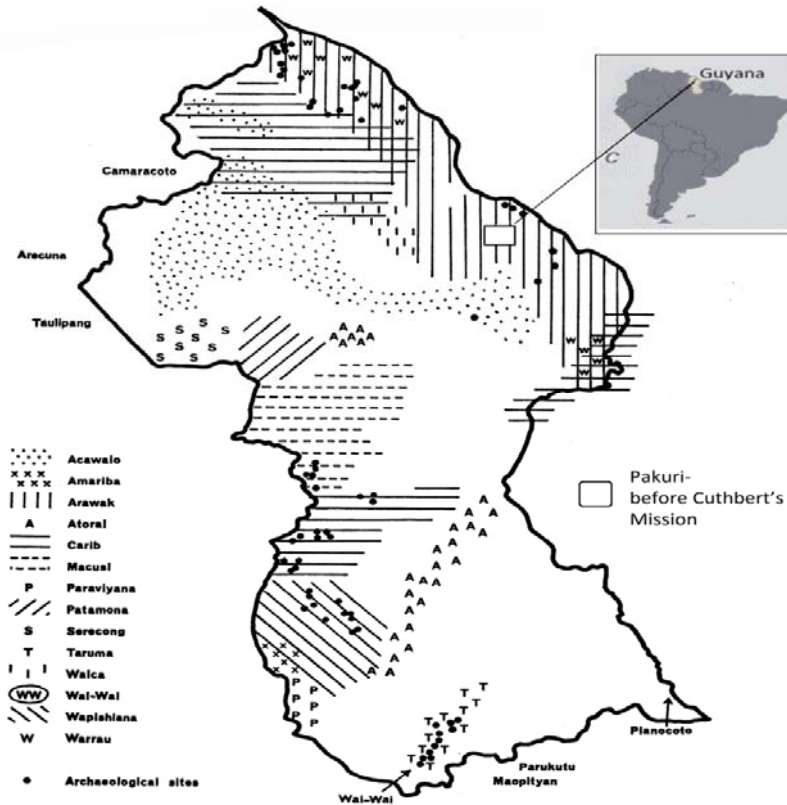 Guyana
C
Camaracoto
Arecuna
Taulipang
Acawaio
Amariba
Arawak
A Atorai
Carib
Macusi
P Paraviyana
Patamona
S Serecong
T Taruma
Waica
WW Wai-Wai
Wapishiana
W Warrau
Archaeological sites
Pakuri-
before Cuthbert's
Mission
Pianocoto
Parukutu
Maopityan
Wai-Wai